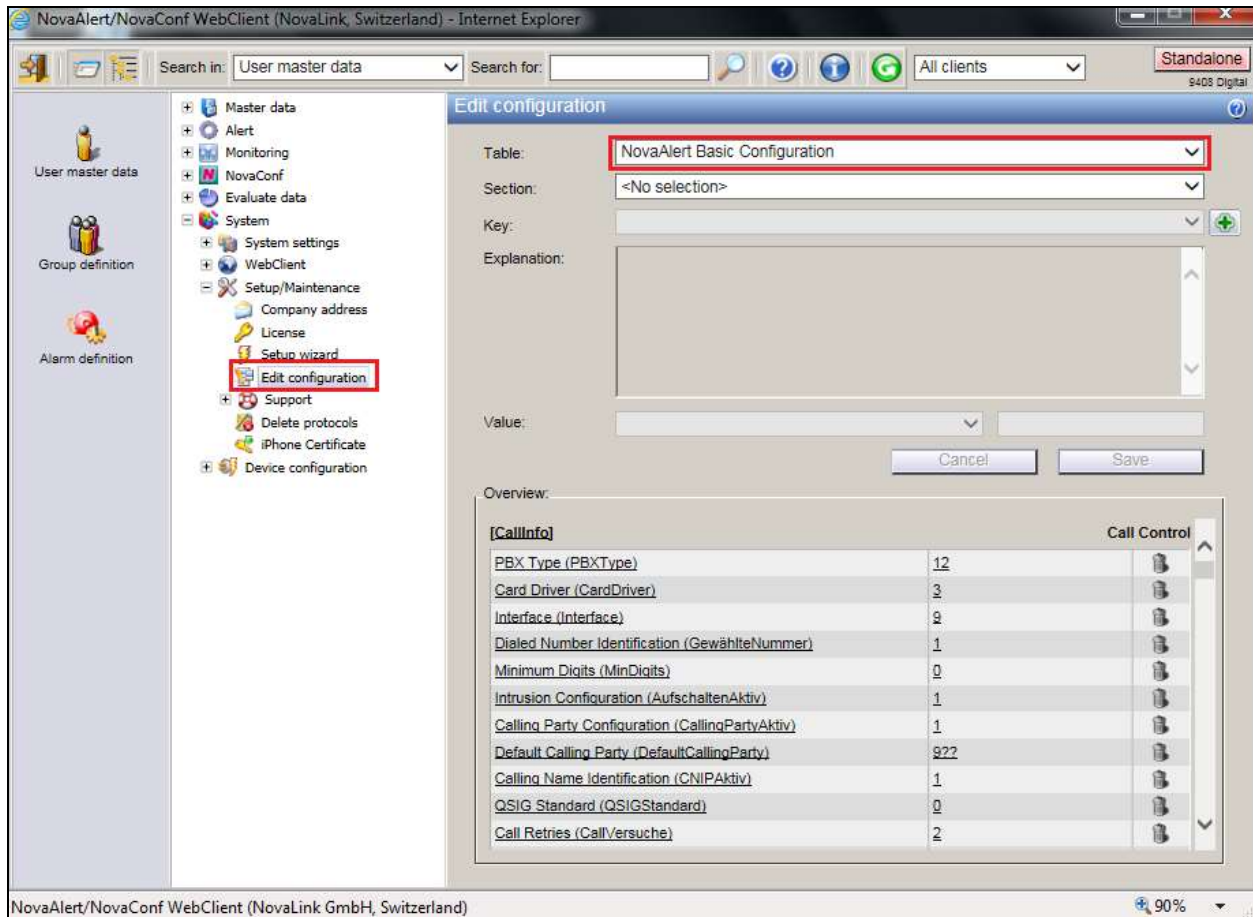 NovaAlert/NovaConf WebClient (NovaLink, Switzerland) - Internet Explorer
Search in: User master data Search for: All clients Standalone
9408 Digital
User master data
Group definition
Alarm definition
Master data
Alert
Monitoring
NovaConf
Evaluate data
System
System settings
WebClient
Setup/Maintenance
Company address
License
Setup wizard
Edit configuration
Support
Delete protocols
iPhone Certificate
Device configuration
Edit configuration
Table: NovaAlert Basic Configuration
Section: <No selection>
Key:
Explanation:
Value:
Cancel Save
Overview:
[CallInfo] Call Control
PBX Type (PBXType) 12
Card Driver (CardDriver) 3
Interface (Interface) 9
Dialed Number Identification (GewählteNummer) 1
Minimum Digits (MinDigits) 0
Intrusion Configuration (AufschaltenAktiv) 1
Calling Party Configuration (CallingPartyAktiv) 1
Default Calling Party (DefaultCallingParty) 9??
Calling Name Identification (CNIPAktiv) 1
QSIG Standard (QSIGStandard) 0
Call Retries (CallVersuche) 2
NovaAlert/NovaConf WebClient (NovaLink GmbH, Switzerland) 90%